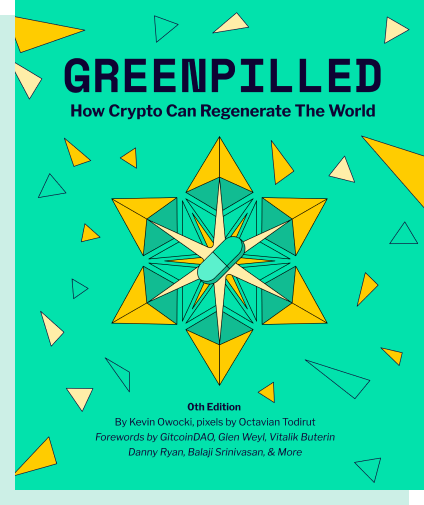 GREENPILLED
How Crypto Can Regenerate The World
0th Edition
By Kevin Owocki, pixels by Octavian Todirut
Forewords by GitcoinDAO, Glen Weyl, Vitalik Buterin
Danny Ryan, Balaji Srinivasan, & More